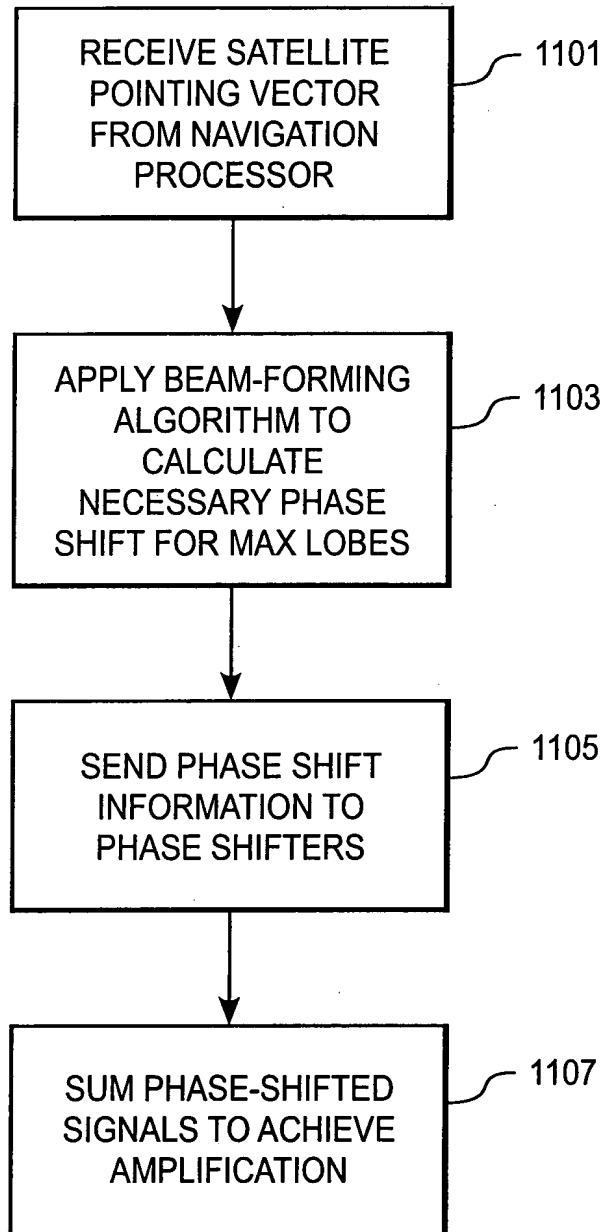 RECEIVE SATELLITE
POINTING VECTOR
FROM NAVIGATION
PROCESSOR
1101
APPLY BEAM-FORMING
ALGORITHM TO
CALCULATE
NECESSARY PHASE
SHIFT FOR MAX LOBES
1103
SEND PHASE SHIFT
INFORMATION TO
PHASE SHIFTERS
1105
SUM PHASE-SHIFTED
SIGNALS TO ACHIEVE
AMPLIFICATION
1107